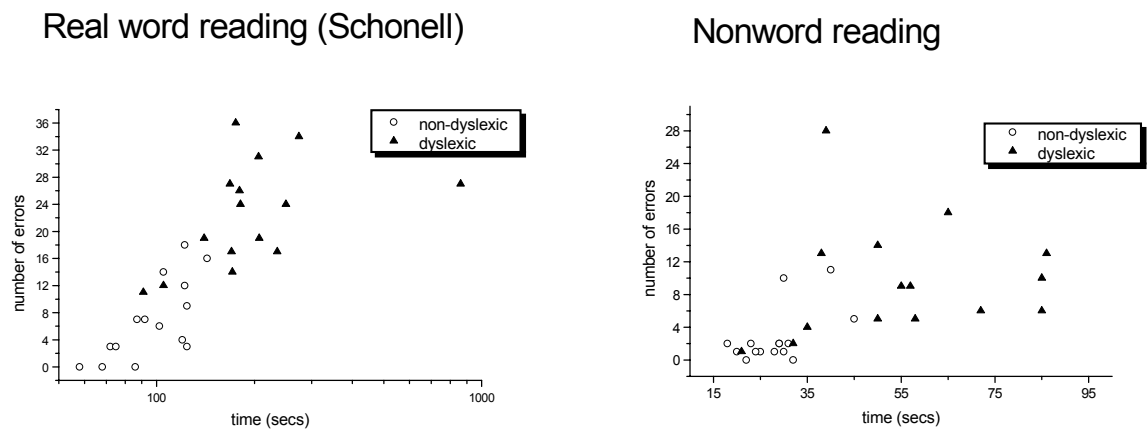 Real word reading (Schonell)
non-dyslexic
dyslexic
36
32
28
24
20
16
12
8
4
0
number of errors
100
1000
time (secs)
Nonword reading
non-dyslexic
dyslexic
28
24
20
16
12
8
4
0
number of errors
15
35
55
75
95
time (secs)